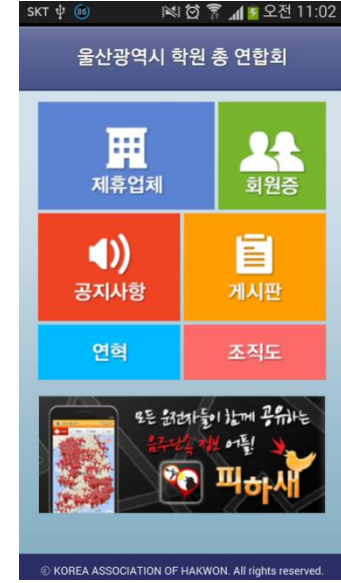 SKT 86 오전 11:02
울산광역시 학원 총 연합회
제휴업체
회원증
공지사항
게시판
연혁
조직도
모든 운전자들이 함께 공유하는
음주단속 정보 어플!
피하새
© KOREA ASSOCIATION OF HAKWON. All rights reserved.